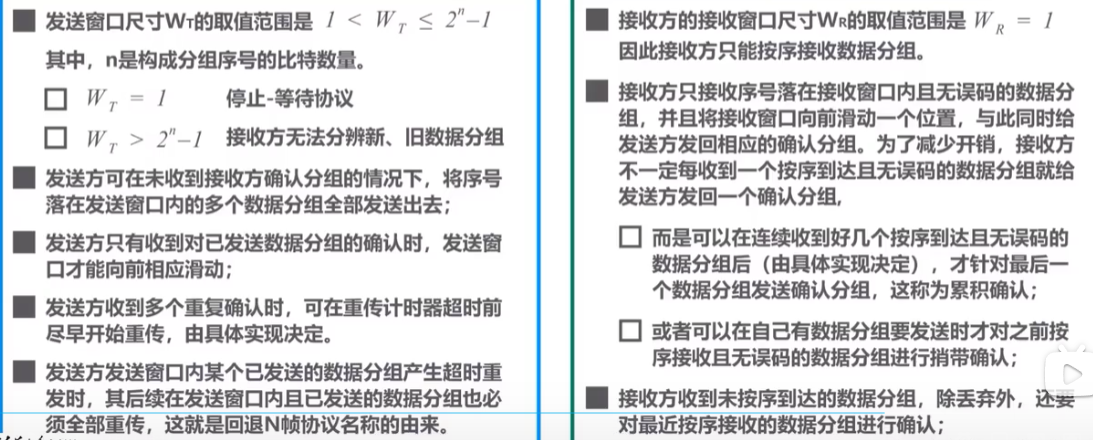 发送窗口尺寸WT的取值范围是 1 < W_T ≤ 2^n–1
其中，n是构成分组序号的比特数量。
W_T = 1 停止-等待协议
W_T > 2^n–1 接收方无法分辨新、旧数据分组
发送方可在未收到接收方确认分组的情况下，将序号
落在发送窗口内的多个数据分组全部发送出去；
发送方只有收到对已发送数据分组的确认时，发送窗
口才能向前相应滑动；
发送方收到多个重复确认时，可在重传计时器超时前
尽早开始重传，由具体实现决定。
发送方发送窗口内某个已发送的数据分组产生超时重
发时，其后续在发送窗口内且已发送的数据分组也必
须全部重传，这就是回退N帧协议名称的由来。
接收方的接收窗口尺寸WR的取值范围是 W_R = 1
因此接收方只能按序接收数据分组。
接收方只接收序号落在接收窗口内且无误码的数据分
组，并且将接收窗口向前滑动一个位置，与此同时给
发送方发回相应的确认分组。为了减少开销，接收方
不一定每收到一个按序到达且无误码的数据分组就给
发送方发回一个确认分组,
而是可以在连续收到好几个按序到达且无误码的
数据分组后（由具体实现决定），才针对最后一
个数据分组发送确认分组，这称为累积确认；
或者可以在自己有数据分组要发送时才对之前按
序接收且无误码的数据分组进行捎带确认；
接收方收到未按序到达的数据分组，除丢弃外，还要
对最近按序接收的数据分组进行确认；